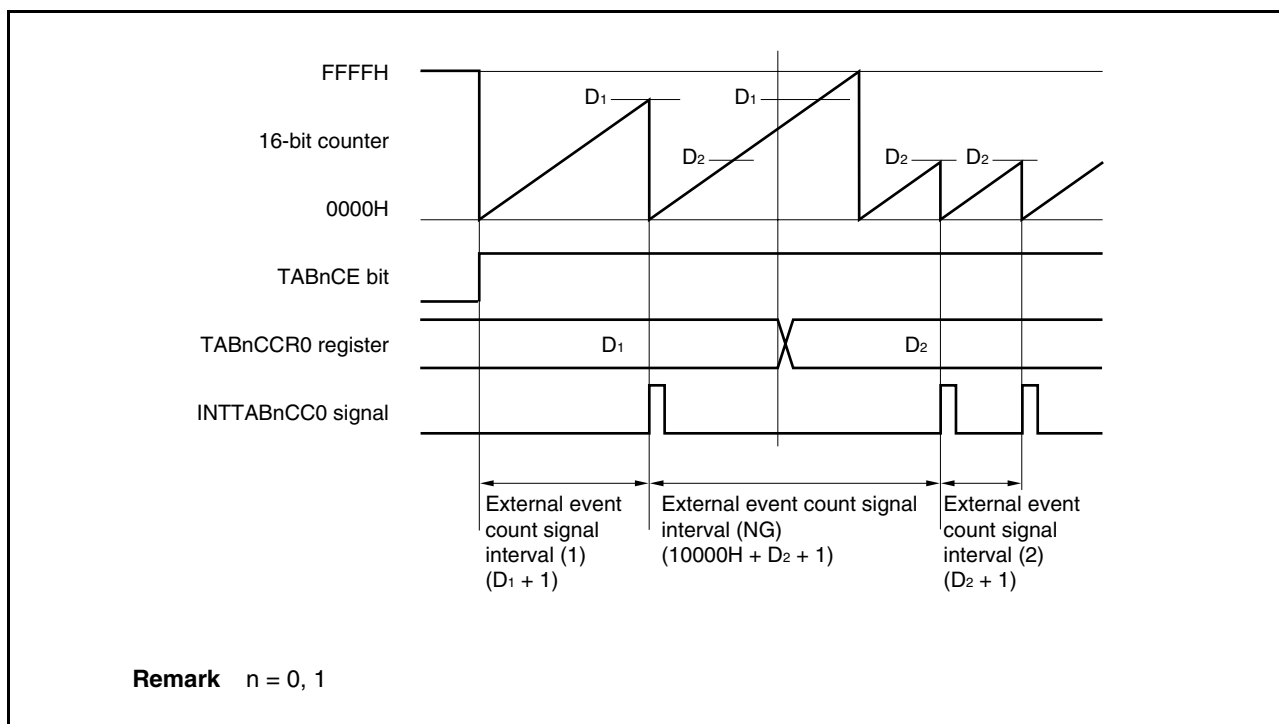 FFFFH
D1
D1
16-bit counter
D2
D2
D2
0000H
TABnCE bit
TABnCCR0 register
D1
D2
INTTABnCC0 signal
External event
count signal
interval (1)
(D1 + 1)
External event count signal
interval (NG)
(10000H + D2 + 1)
External event
count signal
interval (2)
(D2 + 1)
Remark n = 0, 1